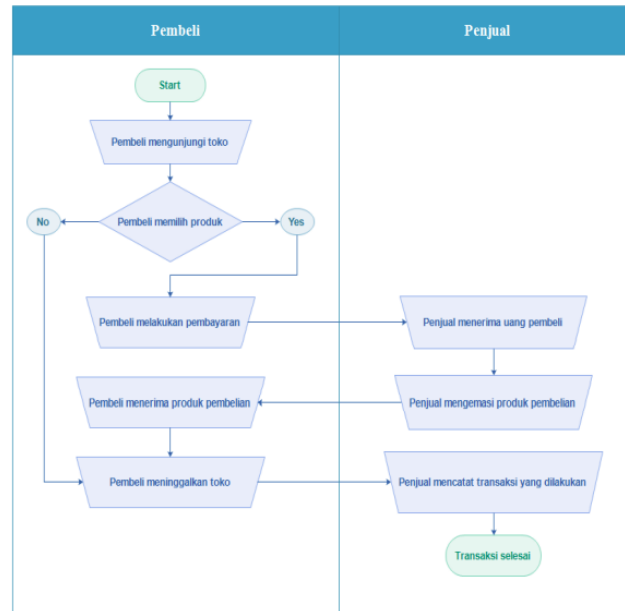 Pembeli
Penjual
Start
Pembeli mengunjungi toko
No
Pembeli memilih produk
Yes
Pembeli melakukan pembayaran
Penjual menerima uang pembeli
Pembeli menerima produk pembelian
Penjual mengemasi produk pembelian
Pembeli meninggalkan toko
Penjual mencatat transaksi yang dilakukan
Transaksi selesai